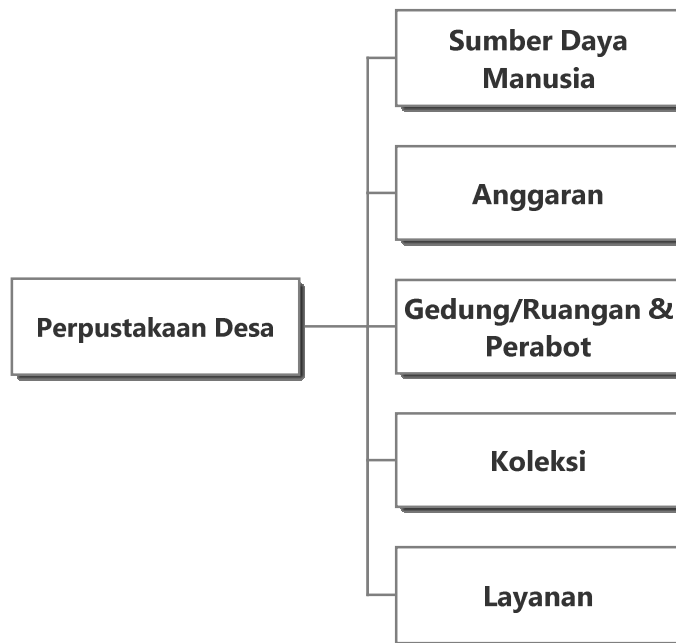 Sumber Daya
Manusia
Anggaran
Perpustakaan Desa
Gedung/Ruangan &
Perabot
Koleksi
Layanan